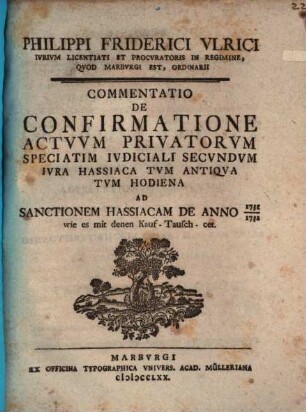 22
PHILIPPI FRIDERICI VLRICI
IVRIVM LICENTIATI ET PROCVRATORIS IN REGIMINE,
QVOD MARBVRGI EST, ORDINARII
COMMENTATIO
DE
CONFIRMATIONE
ACTVVM PRIVATORVM
SPECIATIM IVDICIALI SECVNDVM
IVRA HASSIACA TVM ANTIQVA
TVM HODIENA
AD
SANCTIONEM HASSIACAM DE ANNO
wie es mit denen Kauf-Tausch-cet.
MARBVRGI
EX OFFICINA TYPOGRAPHICA VNIVERS. ACAD. MÜLLERIANA
CIↃIↃCCLXX.